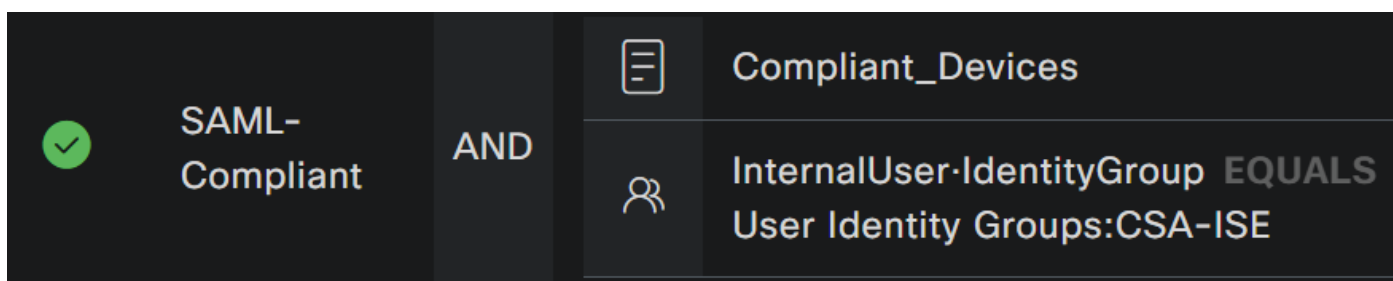 SAML-
Compliant
AND
Compliant_Devices
InternalUser·IdentityGroup EQUALS
User Identity Groups:CSA-ISE